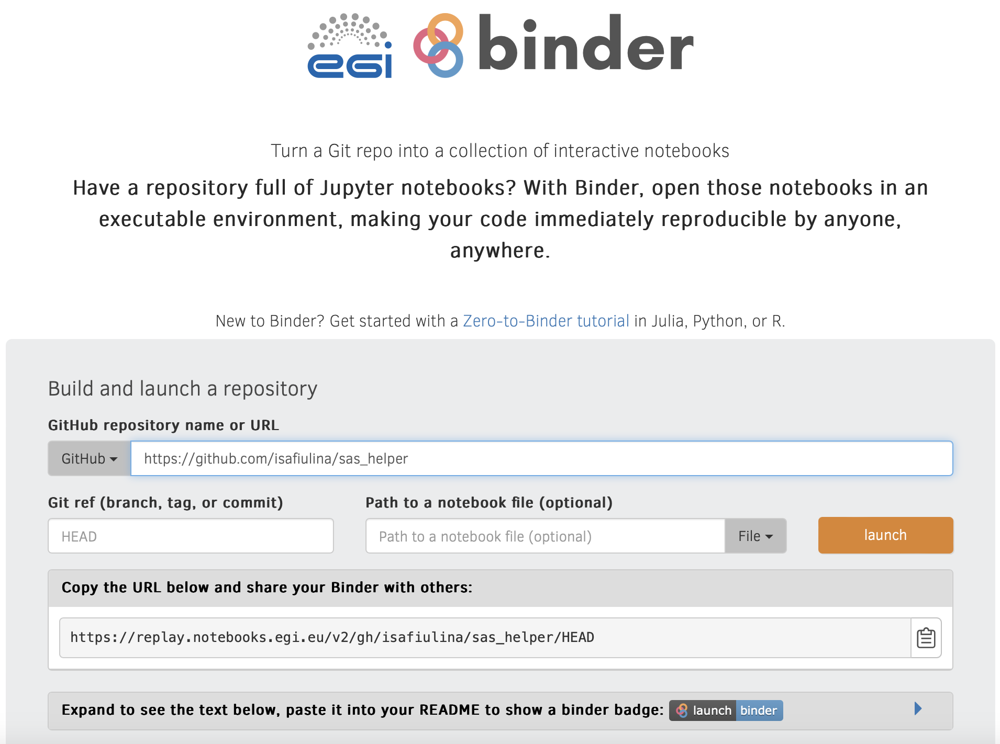 egi binder
Turn a Git repo into a collection of interactive notebooks
Have a repository full of Jupyter notebooks? With Binder, open those notebooks in an
executable environment, making your code immediately reproducible by anyone,
anywhere.
New to Binder? Get started with a Zero-to-Binder tutorial in Julia, Python, or R.
Build and launch a repository
GitHub repository name or URL
GitHub https://github.com/isafiulina/sas_helper
Git ref (branch, tag, or commit) Path to a notebook file (optional)
HEAD Path to a notebook file (optional) File launch
Copy the URL below and share your Binder with others:
https://replay.notebooks.egi.eu/v2/gh/isafiulina/sas_helper/HEAD
Expand to see the text below, paste it into your README to show a binder badge: launch binder